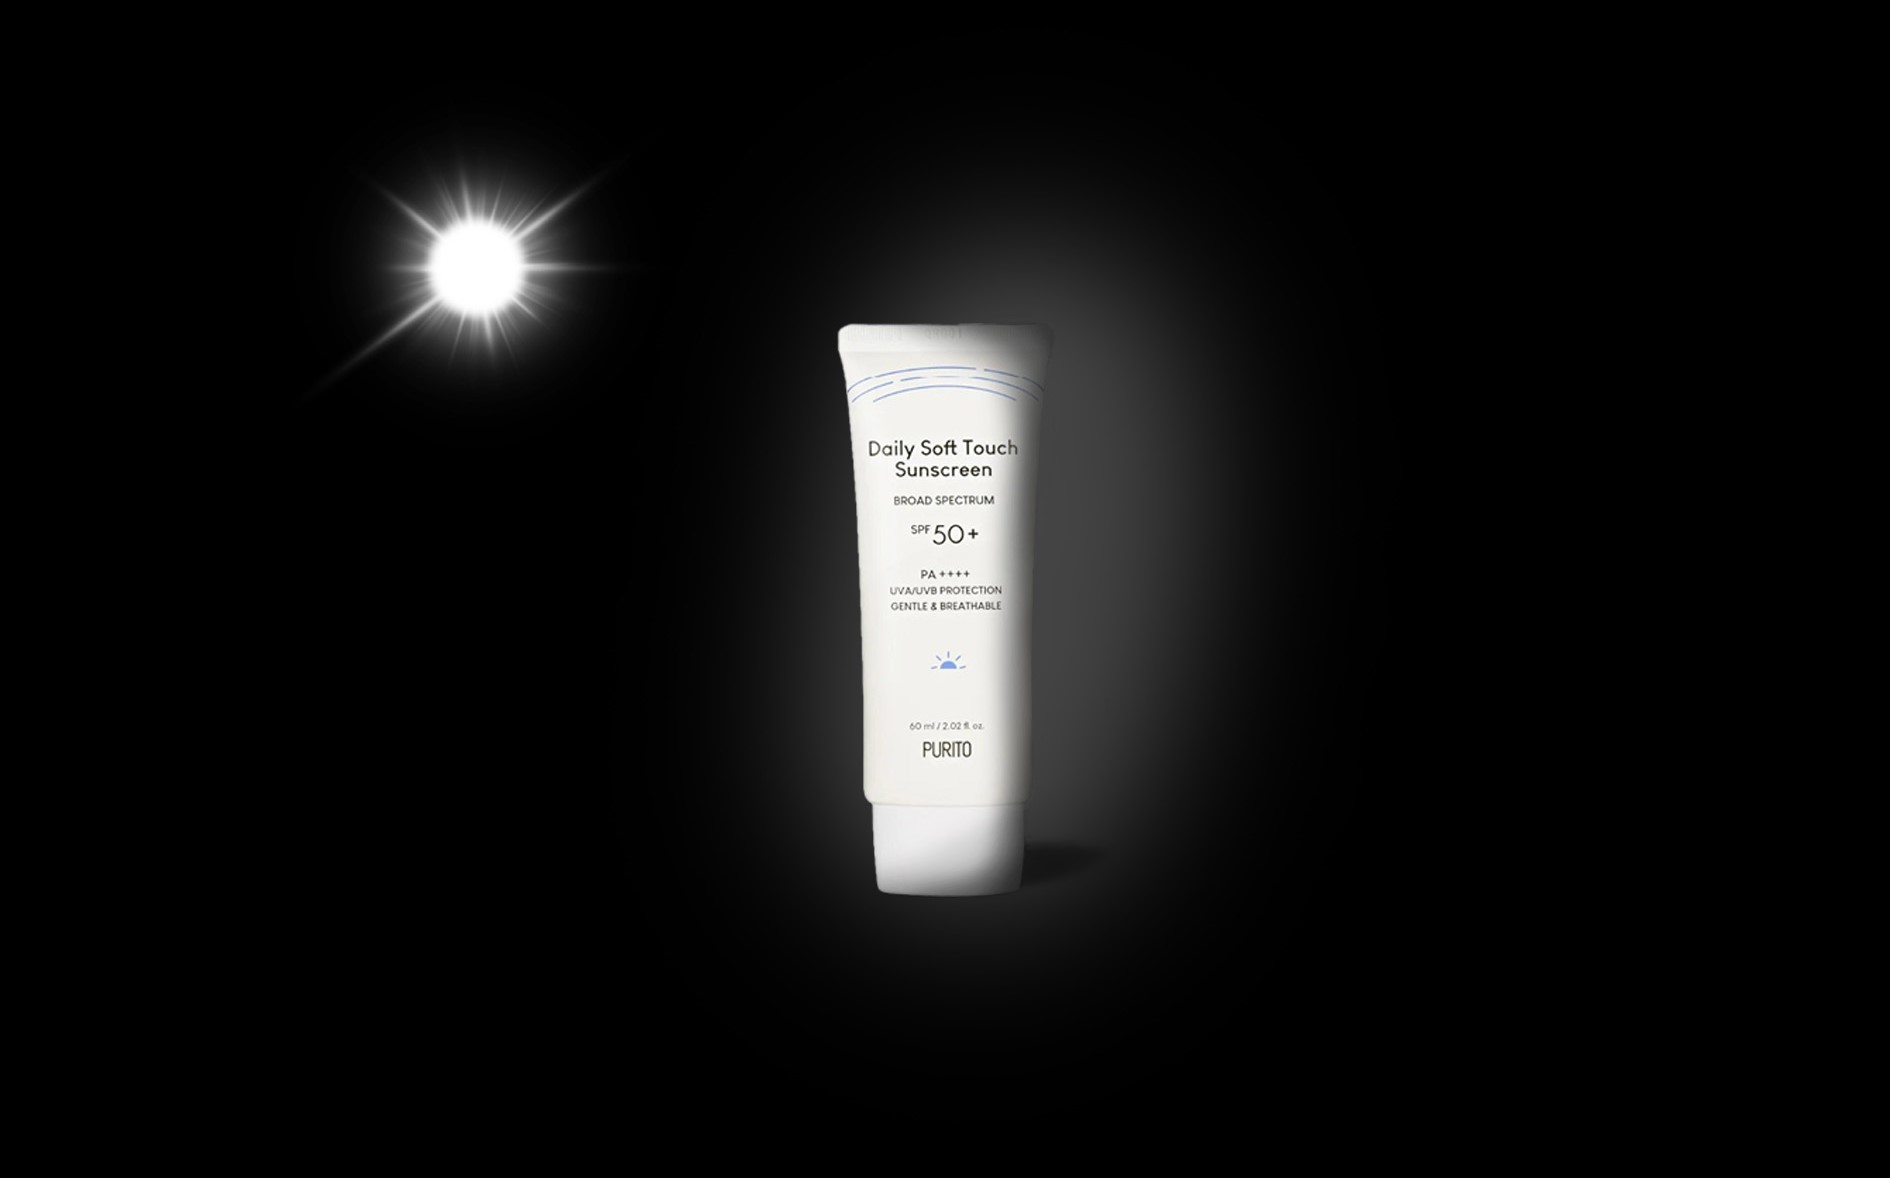 Daily Soft Touch
Sunscreen
BROAD SPECTRUM
SPF 50+
PA ++++
UVA/UVB PROTECTION
GENTLE & BREATHABLE
60 ml / 2.02 fl. oz.
PURITO